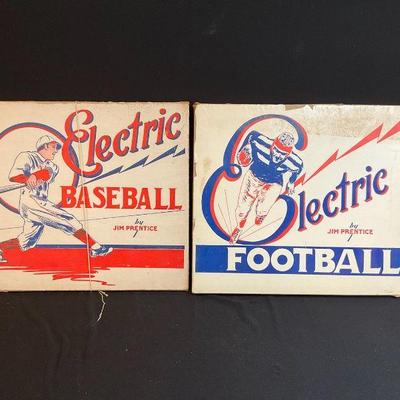 Electric
BASEBALL
by
JIM PRENTICE
Electric
by
JIM PRENTICE
FOOTBALL